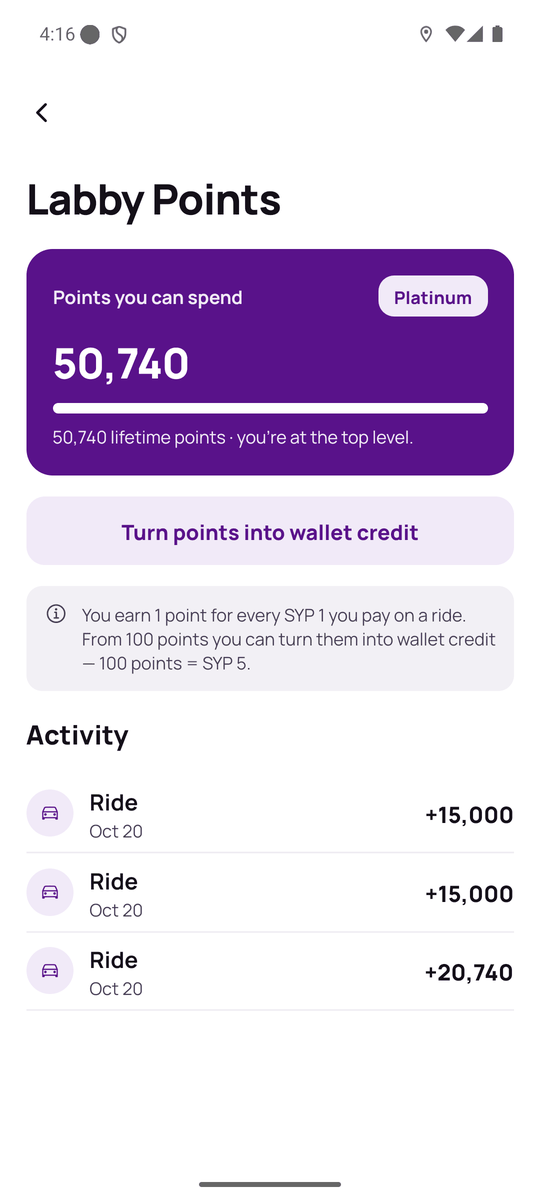 4:16
Labby Points
Points you can spend
Platinum
50,740
50,740 lifetime points · you're at the top level.
Turn points into wallet credit
You earn 1 point for every SYP 1 you pay on a ride.
From 100 points you can turn them into wallet credit
— 100 points = SYP 5.
Activity
Ride
+15,000
Oct 20
Ride
+15,000
Oct 20
Ride
+20,740
Oct 20